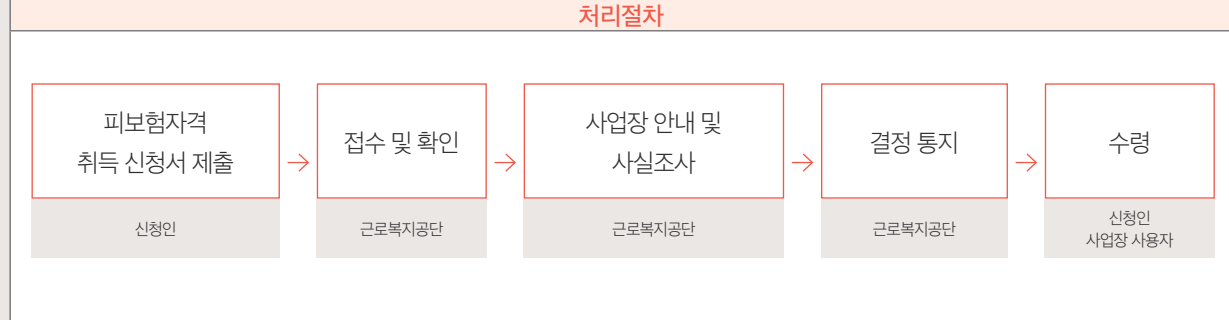 처리절차
피보험자격
취득 신청서 제출
신청인
접수 및 확인
근로복지공단
사업장 안내 및
사실조사
근로복지공단
결정 통지
근로복지공단
수령
신청인
사업장 사용자